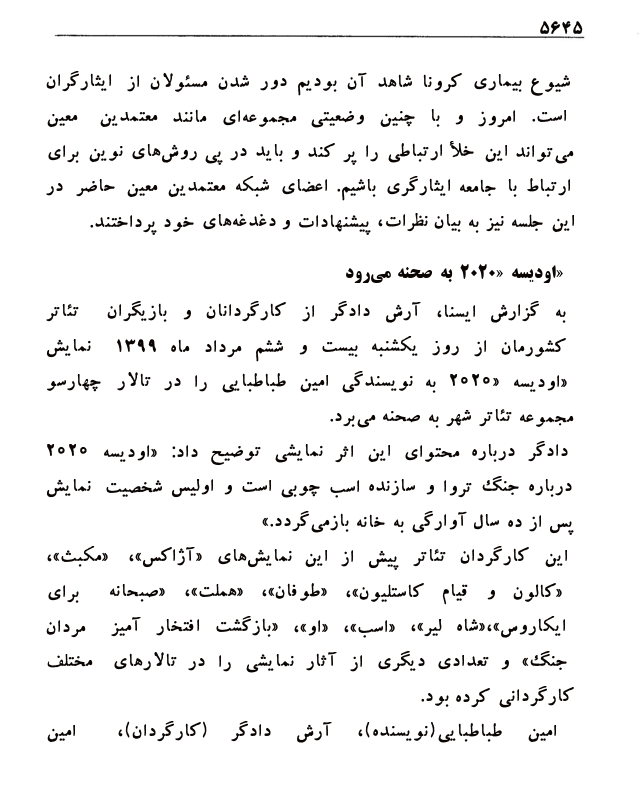 ۵۶۴۵
شیوع بیماری کرونا شاهد آن بودیم دور شدن مسئولان از ایثارگران
است. امروز و با چنین وضعیتی مجموعه‌ای مانند معتمدین معین
می‌تواند این خلأ ارتباطی را پر کند و باید در پی روش‌های نوین برای
ارتباط با جامعه ایثارگری باشیم. اعضای شبکه معتمدین معین حاضر در
این جلسه نیز به بیان نظرات، پیشنهادات و دغدغه‌های خود پرداختند.
«اودیسه «۲۰۲۰ به صحنه می‌رود
به گزارش ایسنا، آرش دادگر از کارگردانان و بازیگران تئاتر
کشورمان از روز یکشنبه بیست و ششم مرداد ماه ۱۳۹۹ نمایش
«اودیسه «۲۰۲۰ به نویسندگی امین طباطبایی را در تالار چهارسو
مجموعه تئاتر شهر به صحنه می‌برد.
دادگر درباره محتوای این اثر نمایشی توضیح داد: «اودیسه ۲۰۲۰
درباره جنگ تروا و سازنده اسب چوبی است و اولیس شخصیت نمایش
پس از ده سال آوارگی به خانه بازمی‌گردد.»
این کارگردان تئاتر پیش از این نمایش‌های «آژاکس»، «مکبث»،
«کالون و قیام کاستلیون»، «طوفان»، «هملت»، «صبحانه برای
ایکاروس»،«شاه لیر»، «اسب»، «او»، «بازگشت افتخار آمیز مردان
جنگ» و تعدادی دیگری از آثار نمایشی را در تالارهای مختلف
کارگردانی کرده بود.
امین طباطبایی(نویسنده)، آرش دادگر (کارگردان)، امین